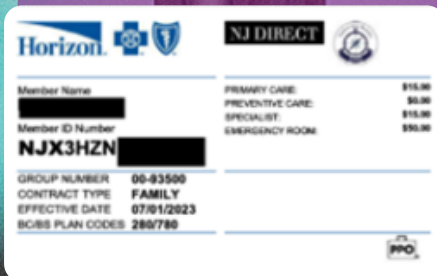 Horizon.
NJ DIRECT
Member Name
Member ID Number
NJX3HZN
GROUP NUMBER 00-83500
CONTRACT TYPE FAMILY
EFFECTIVE DATE 07/01/2023
BC/BS PLAN CODES 280/780
PRIMARY CARE: $15.00
PREVENTIVE CARE: $0.00
SPECIALIST: $15.00
EMERGENCY ROOM: $50.00
PPO